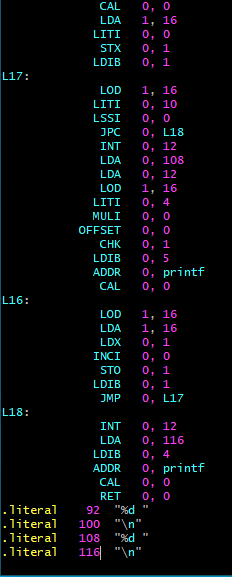 CAL 0, 0
LDA 1, 16
LITI 0, 0
STX 0, 1
LDIB 0, 1
L17:
LOD 1, 16
LITI 0, 10
LSSI 0, 0
JPC 0, L18
INT 0, 12
LDA 0, 108
LDA 0, 12
LOD 1, 16
LITI 0, 4
MULI 0, 0
OFFSET 0, 0
CHK 0, 1
LDIB 0, 5
ADDR 0, printf
CAL 0, 0
L16:
LOD 1, 16
LDA 1, 16
LDX 0, 1
INCI 0, 0
STO 0, 1
LDIB 0, 1
JMP 0, L17
L18:
INT 0, 12
LDA 0, 116
LDIB 0, 4
ADDR 0, printf
CAL 0, 0
RET 0, 0
.literal 92 "%d "
.literal 100 "\n"
.literal 108 "%d "
.literal 116 "\n"